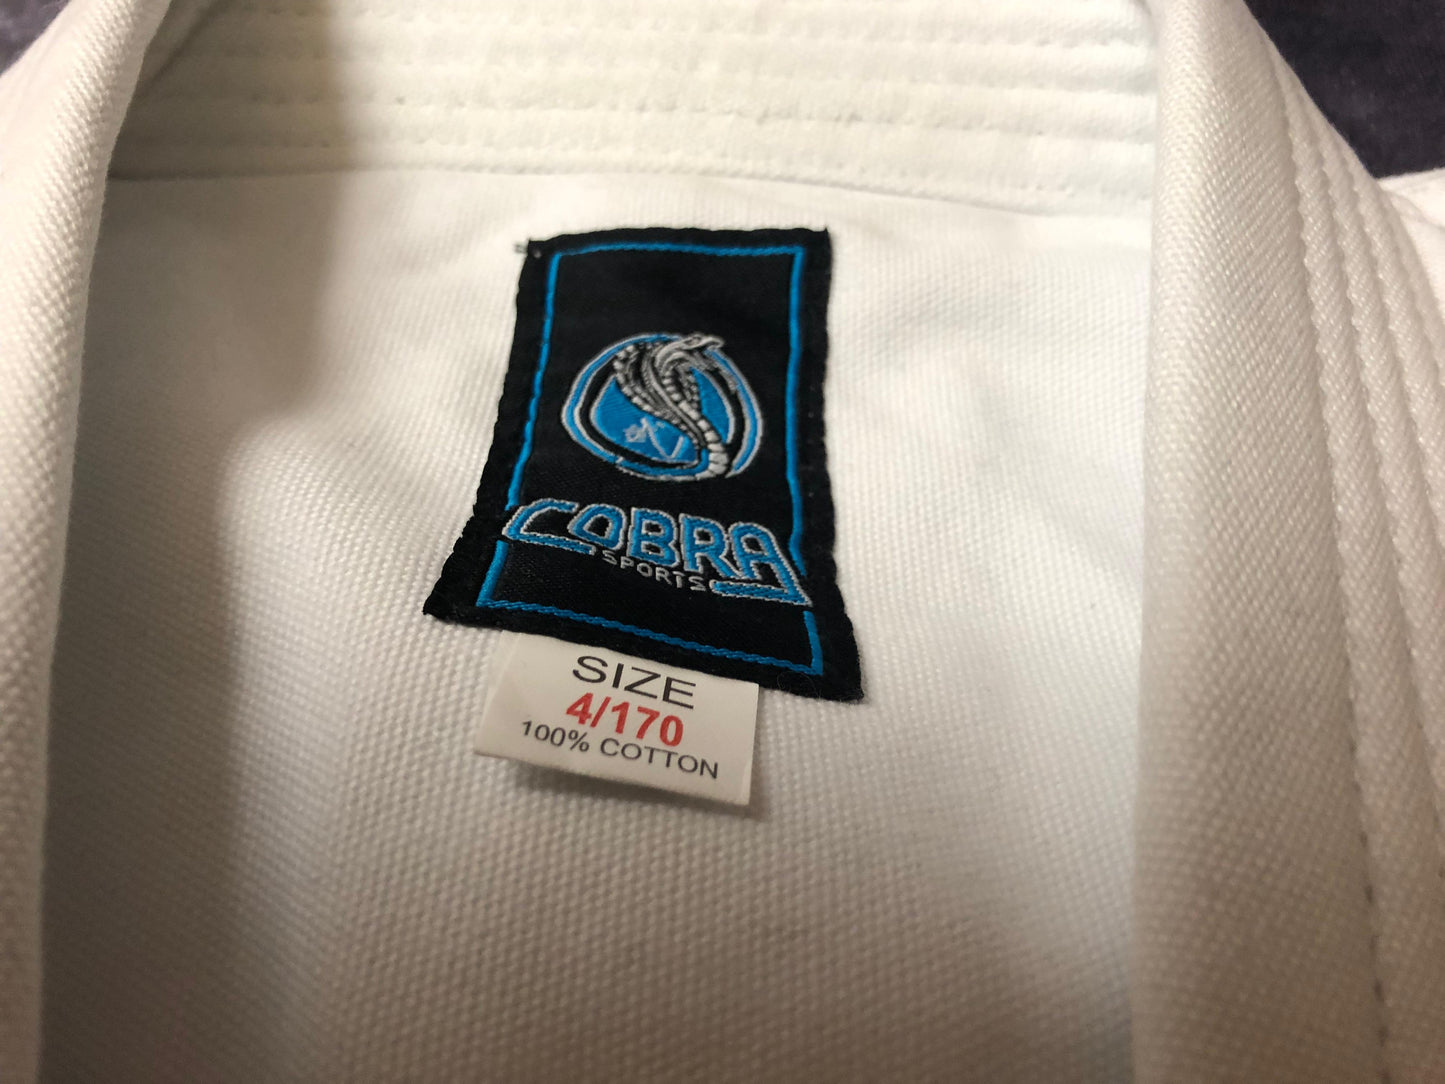 COBRA
SPORTS
SIZE
4/170
100% COTTON